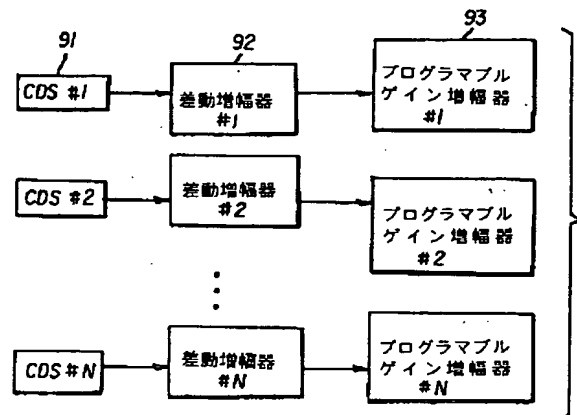 91
92
93
CDS #1
差動増幅器
#1
プログラマブル
ゲイン増幅器
#1
CDS #2
差動増幅器
#2
プログラマブル
ゲイン増幅器
#2
CDS #N
差動増幅器
#N
プログラマブル
ゲイン増幅器
#N